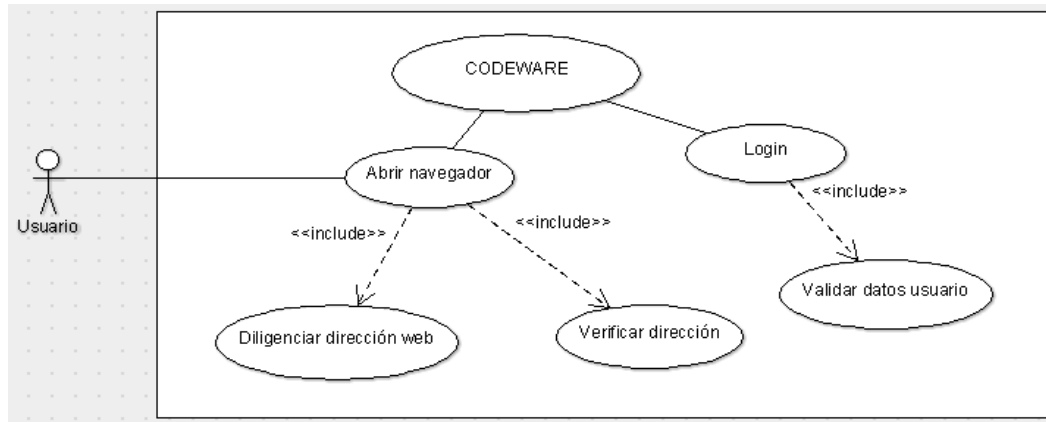 CODEWARE
Login
Abrir navegador
<<include>>
Usuario
<<include>>
<<include>>
Validar datos usuario
Diligenciar dirección web
Verificar dirección